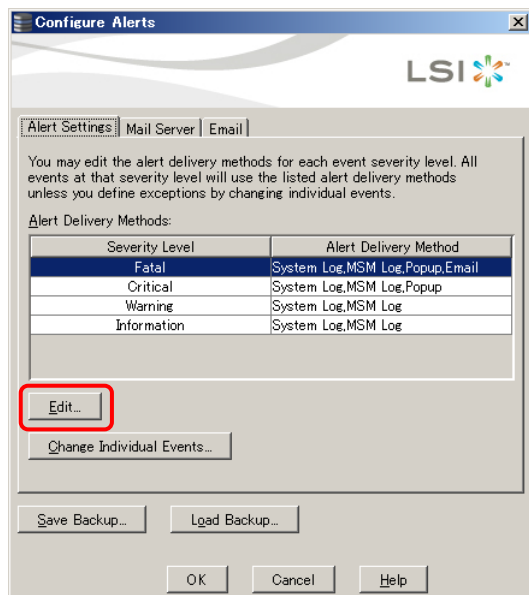 Configure Alerts
LSI
Alert Settings Mail Server Email
You may edit the alert delivery methods for each event severity level. All
events at that severity level will use the listed alert delivery methods
unless you define exceptions by changing individual events.
Alert Delivery Methods:
Severity Level Alert Delivery Method
Fatal System Log,MSM Log,Popup,Email
Critical System Log,MSM Log,Popup
Warning System Log,MSM Log
Information System Log,MSM Log
Edit...
Change Individual Events...
Save Backup... Load Backup...
OK Cancel Help